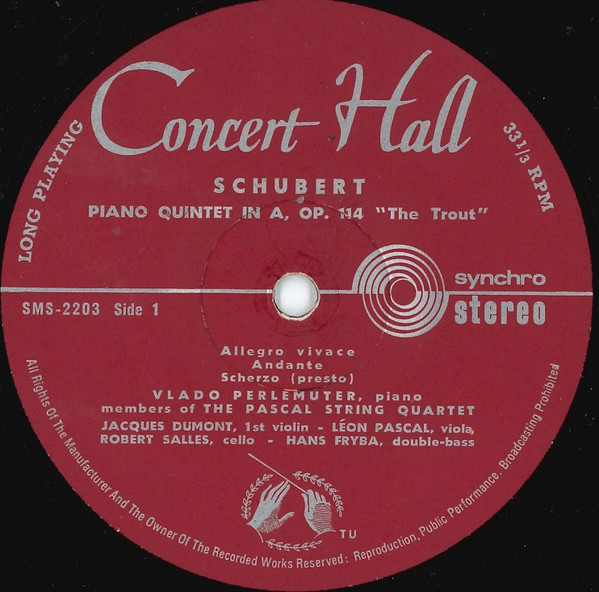 Concert Hall
LONG PLAYING
33 1/3 RPM
SCHUBERT
PIANO QUINTET IN A, OP. 114 "The Trout"
synchro
stereo
SMS-2203 Side 1
Allegro vivace
Andante
Scherzo (presto)
VLADO PERLEMUTER, piano
members of THE PASCAL STRING QUARTET
JACQUES DUMONT, 1st violin - LÉON PASCAL, viola,
ROBERT SALLES, cello - HANS FRYBA, double-bass
TU
All Rights Of The Manufacturer And The Owner Of The Recorded Works Reserved: Reproduction, Public Performance. Broadcasting Prohibited